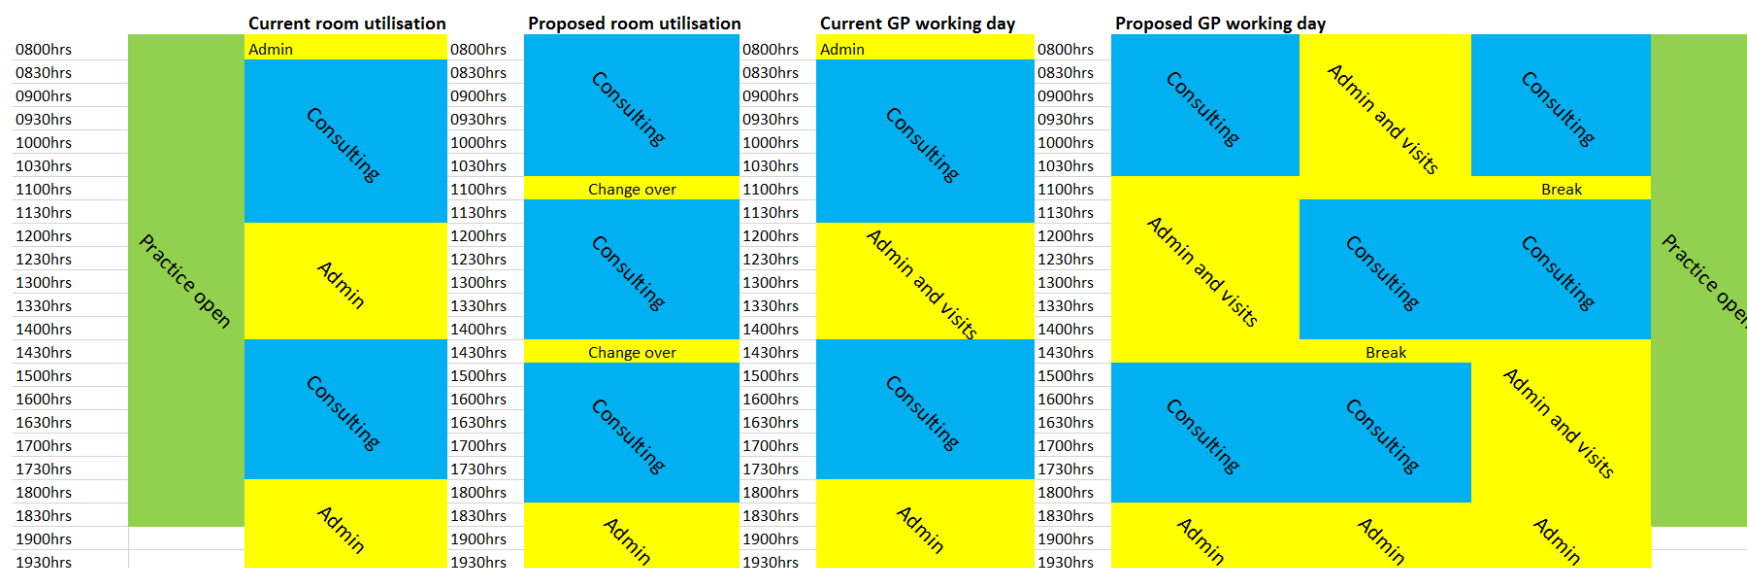 Current room utilisation Proposed room utilisation Current GP working day Proposed GP working day
0800hrs Admin 0800hrs 0800hrs Admin 0800hrs
0830hrs 0830hrs 0830hrs 0830hrs
0900hrs 0900hrs 0900hrs 0900hrs
0930hrs 0930hrs 0930hrs 0930hrs
1000hrs 1000hrs 1000hrs 1000hrs
1030hrs 1030hrs 1030hrs 1030hrs
Consulting Consulting Consulting Consulting Admin and visits Consulting
1100hrs 1100hrs Change over 1100hrs 1100hrs Break
1130hrs 1130hrs 1130hrs 1130hrs
1200hrs 1200hrs 1200hrs 1200hrs
1230hrs 1230hrs 1230hrs 1230hrs
1300hrs 1300hrs 1300hrs 1300hrs
1330hrs 1330hrs 1330hrs 1330hrs
1400hrs 1400hrs 1400hrs 1400hrs
Practice open Admin Consulting Admin and visits Admin and visits Consulting Consulting Practice open
1430hrs 1430hrs Change over 1430hrs 1430hrs Break
1500hrs 1500hrs 1500hrs 1500hrs
1600hrs 1600hrs 1600hrs 1600hrs
1630hrs 1630hrs 1630hrs 1630hrs
1700hrs 1700hrs 1700hrs 1700hrs
1730hrs 1730hrs 1730hrs 1730hrs
Consulting Consulting Consulting Consulting Consulting Admin and visits
1800hrs 1800hrs 1800hrs 1800hrs
1830hrs 1830hrs 1830hrs 1830hrs
1900hrs 1900hrs 1900hrs 1900hrs
1930hrs 1930hrs 1930hrs 1930hrs
Admin Admin Admin Admin Admin Admin